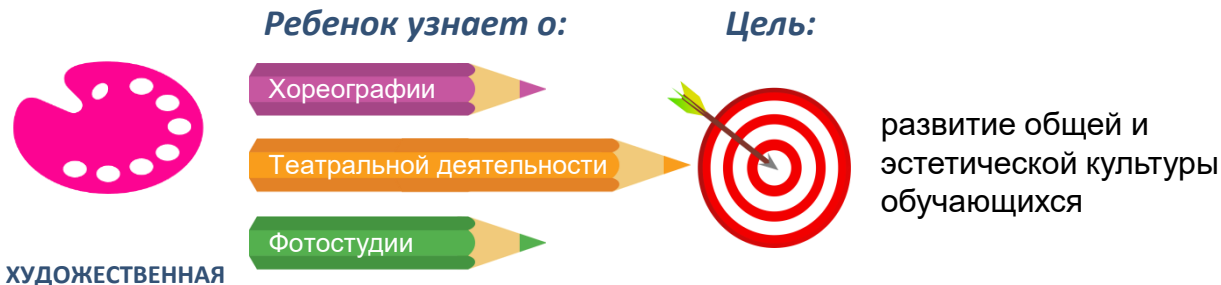 Ребенок узнает о:
Цель:
Хореографии
Театральной деятельности
Фотостудии
развитие общей и
эстетической культуры
обучающихся
ХУДОЖЕСТВЕННАЯ